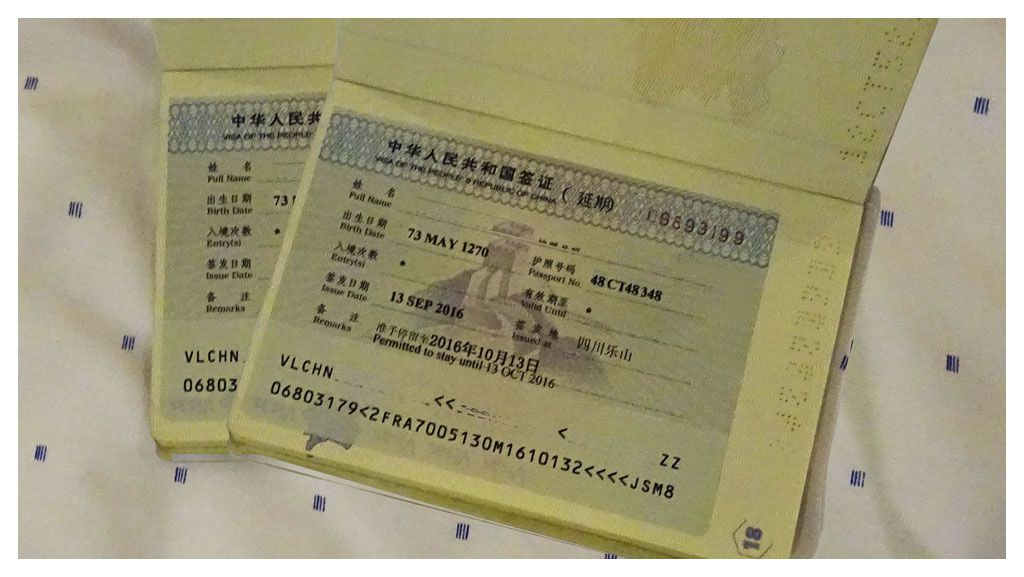 中华人民共
VISA OF THE PEOPLE'
姓 名
Full Name
出生日期
Birth Date 73
入境次数 *
Entry(s)
签发日期
Issue Date
备 注
Remarks
VLCHN
06803
中华人民共和国签证（延期）
VISA OF THE PEOPLE'S REPUBLIC OF CHINA
姓 名
Full Name
出生日期 73 MAY 1270 护照号码 48CT48348
Birth Date Passport No.
入境次数 * 有效期至 *
Entry(s) Valid Until
签发日期 13 SEP 2016 签发地 四川乐山
Issue Date Issued at
备 注 准予停留至2016年10月13日
Remarks Permitted to stay until 13 OCT 2016
VLCHN << < ZZ
06803179<2FRA7005130M1610132<<<<JSM8
18